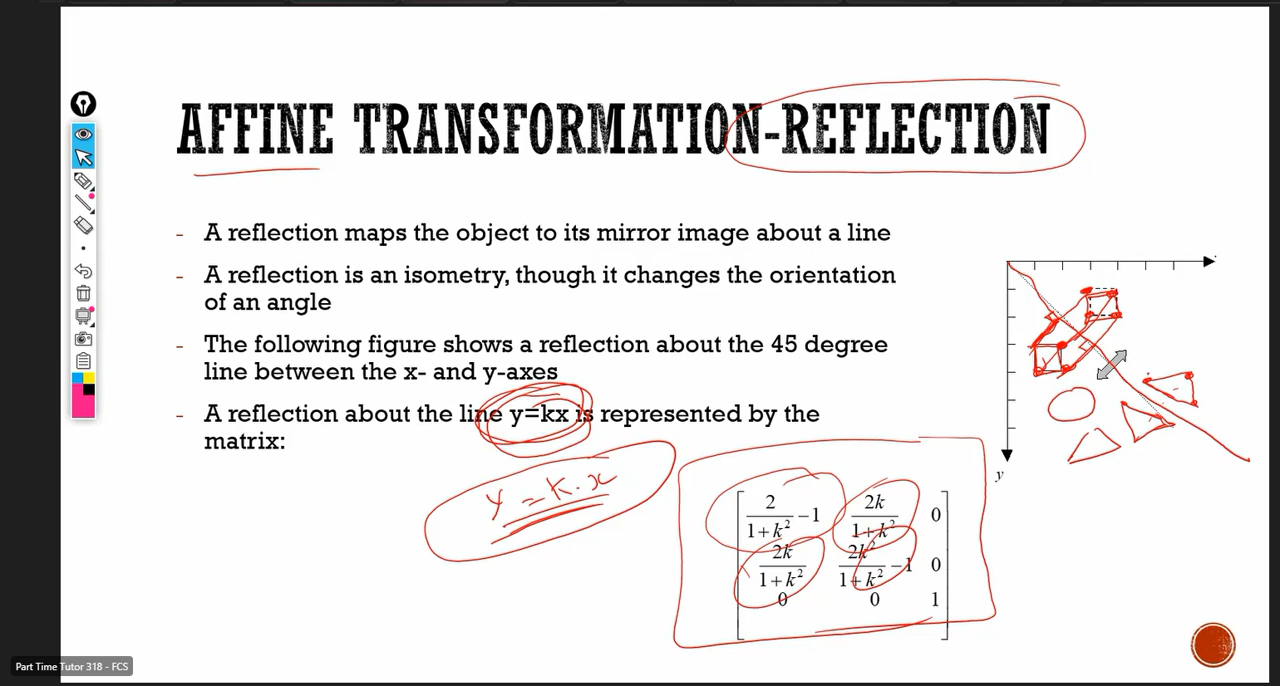 AFFINE TRANSFORMATION-REFLECTION
- A reflection maps the object to its mirror image about a line
- A reflection is an isometry, though it changes the orientation
of an angle
- The following figure shows a reflection about the 45 degree
line between the x- and y-axes
- A reflection about the line y=kx is represented by the
matrix:
y
y = k.x
2/(1+k²) -1 2k/(1+k²) 0
2k/(1+k²) 2k²/(1+k²) -1 0
0 0 1
Part Time Tutor 318 - FCS